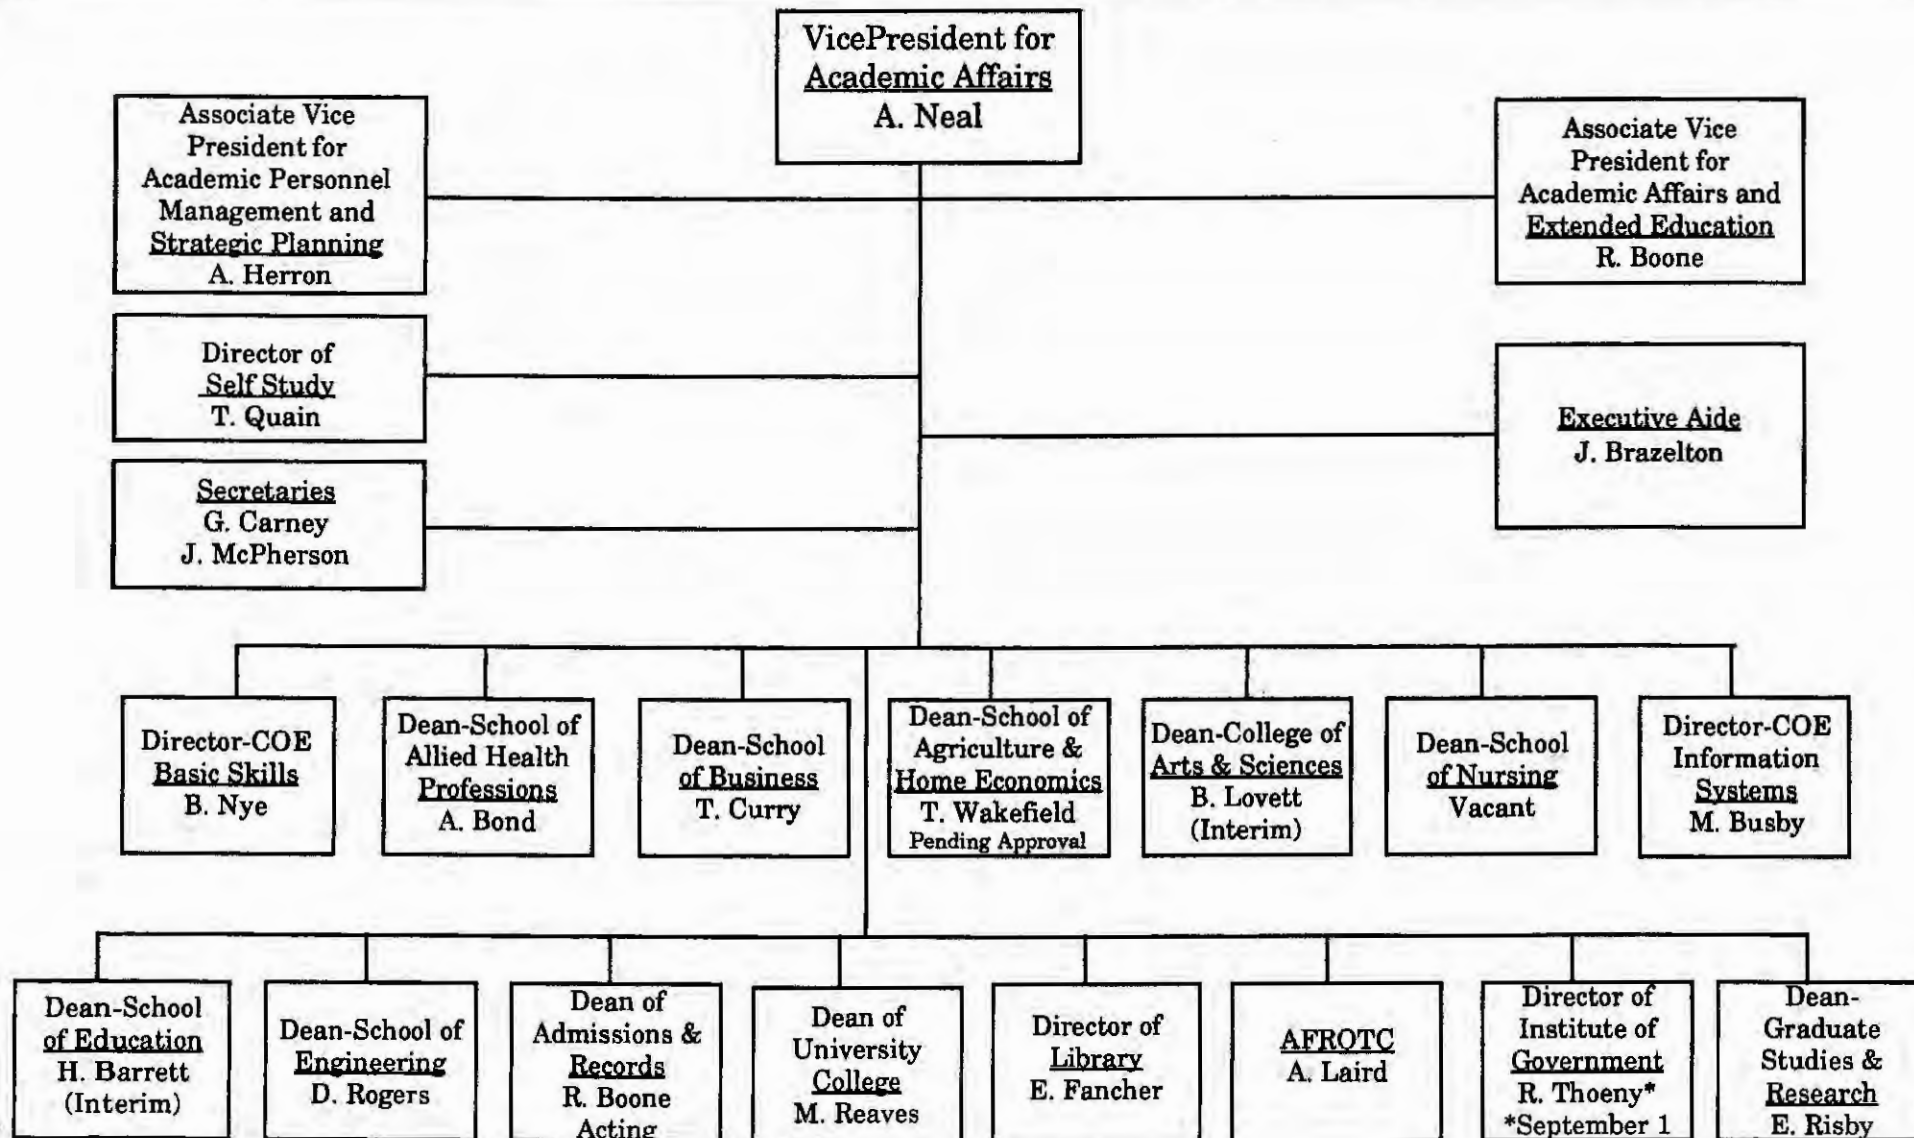 VicePresident for
Academic Affairs
A. Neal
Associate Vice
President for
Academic Personnel
Management and
Strategic Planning
A. Herron
Associate Vice
President for
Academic Affairs and
Extended Education
R. Boone
Director of
Self Study
T. Quain
Executive Aide
J. Brazelton
Secretaries
G. Carney
J. McPherson
Director-COE
Basic Skills
B. Nye
Dean-School of
Allied Health
Professions
A. Bond
Dean-School
of Business
T. Curry
Dean-School of
Agriculture &
Home Economics
T. Wakefield
Pending Approval
Dean-College of
Arts & Sciences
B. Lovett
(Interim)
Dean-School
of Nursing
Vacant
Director-COE
Information
Systems
M. Busby
Dean-School
of Education
H. Barrett
(Interim)
Dean-School of
Engineering
D. Rogers
Dean of
Admissions &
Records
R. Boone
Acting
Dean of
University
College
M. Reaves
Director of
Library
E. Fancher
AFROTC
A. Laird
Director of
Institute of
Government
R. Thoeny*
*September 1
Dean-
Graduate
Studies &
Research
E. Risby